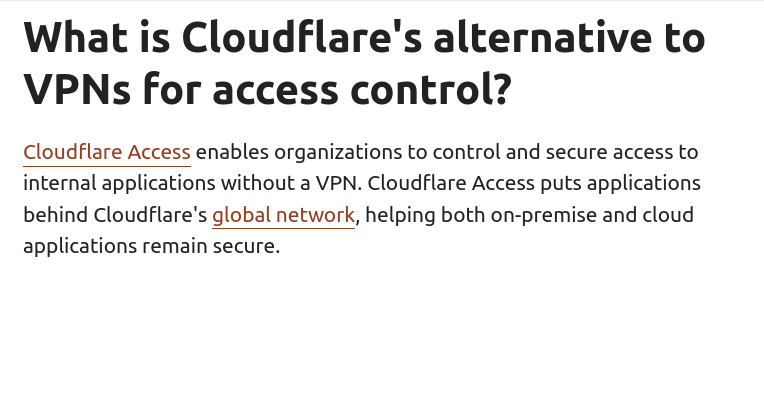 What is Cloudflare's alternative to
VPNs for access control?
Cloudflare Access enables organizations to control and secure access to
internal applications without a VPN. Cloudflare Access puts applications
behind Cloudflare's global network, helping both on-premise and cloud
applications remain secure.